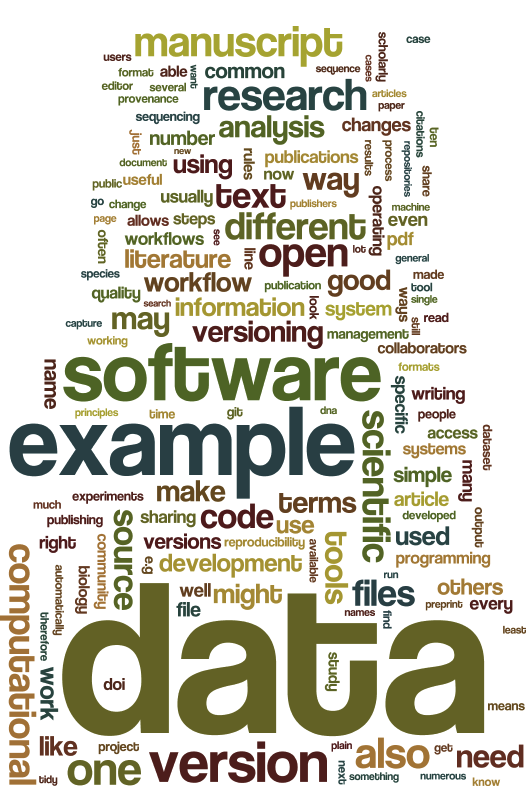 manuscript
case
scholarly
users
format
able
want
common
sequence
cases
editor
several
provenance
research
articles
paper
sequencing
analysis
changes
citations
ten
just
number
new
document
using
rules
publications
results
process
repositories
share
public
useful
now
way
go
change
usually
text
publishers
operating
machine
page
allows
steps
different
even
often
workflows
see
line
open
lot
pdf
literature
general
species
workflow
publication
good
made
tool
quality
search
information
look
system
ways
single
capture
may
still
read
versioning
management
working
collaborators
name
software
formats
specific
writing
principles
time
git
dna
people
example
scientific
access
dataset
systems
many
simple
experiments
make
terms
article
much
developed
output
publishing
source
sharing
code
use
used
right
community
versions
reproducibility
available
tools
programming
computational
automatically
biology
e.g
development
run
well
might
files
others
file
names
find
preprint
every
therefore
data
least
work
doi
study
means
like
project
version
plain
also
get
need
tidy
one
next
something
numerous
know